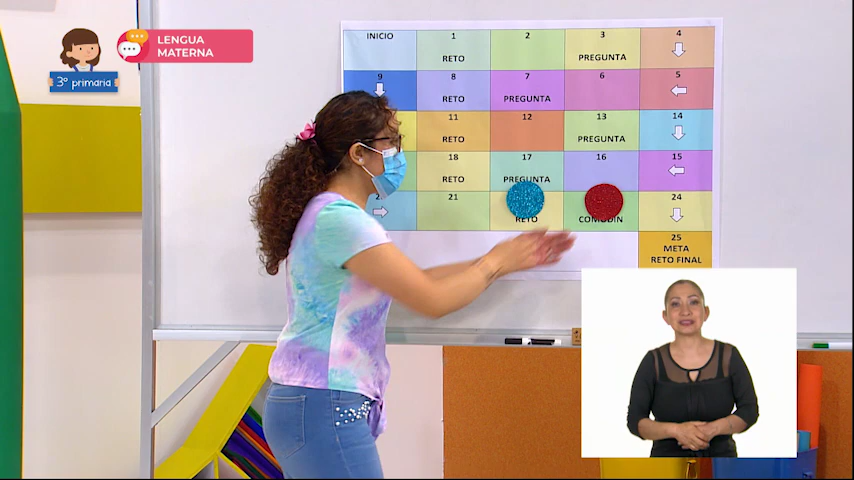 LENGUA
MATERNA
3° primaria
INICIO 1 2 3 4
RETO PREGUNTA
9 8 7 6 5
RETO PREGUNTA
11 12 13 14
RETO PREGUNTA
18 17 16 15
RETO PREGUNTA
21 24
RETO COMODIN
25
META
RETO FINAL